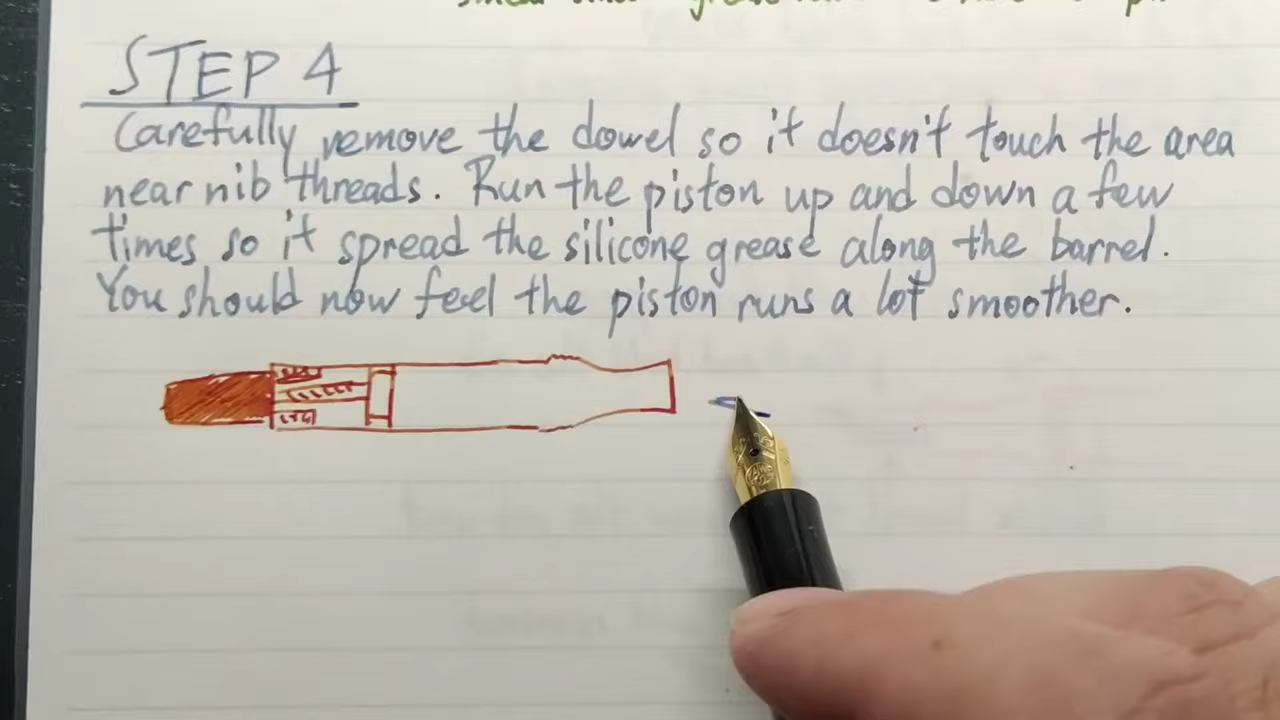 STEP 4
Carefully remove the dowel so it doesn't touch the area
near nib threads. Run the piston up and down a few
times so it spread the silicone grease along the barrel.
You should now feel the piston runs a lot smoother.